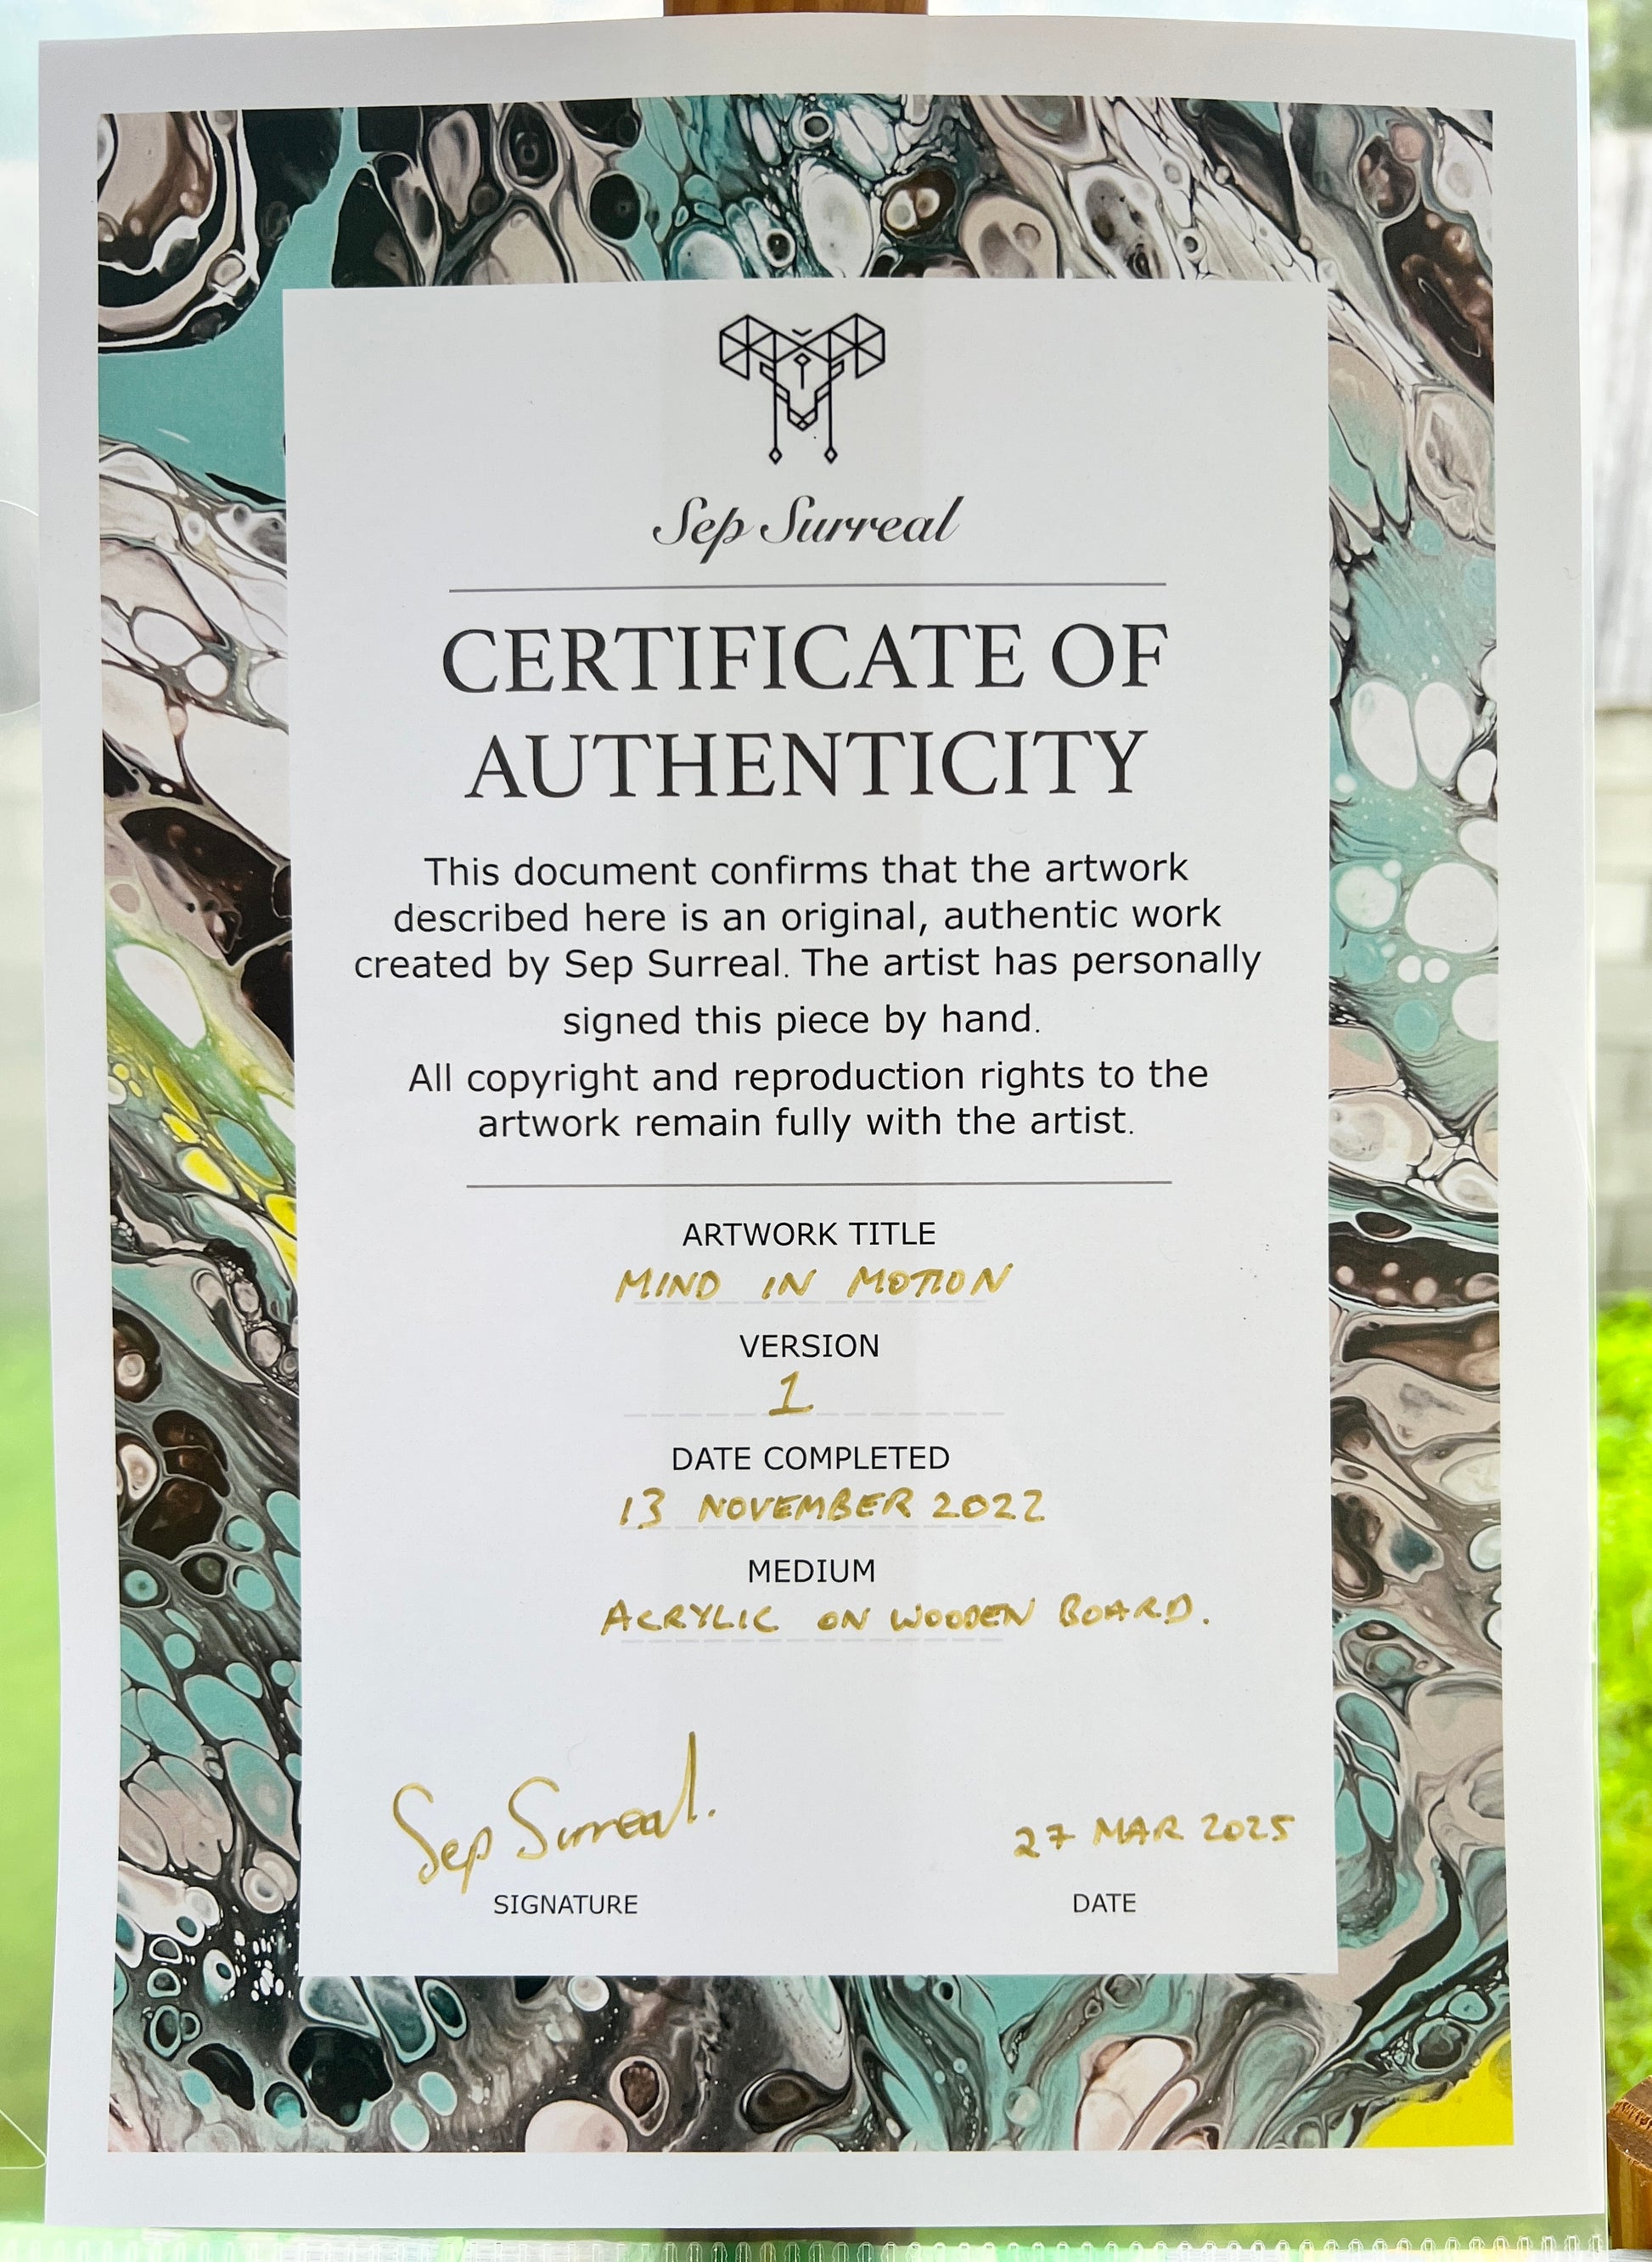 Sep Surreal
CERTIFICATE OF
AUTHENTICITY
This document confirms that the artwork
described here is an original, authentic work
created by Sep Surreal. The artist has personally
signed this piece by hand.
All copyright and reproduction rights to the
artwork remain fully with the artist.
ARTWORK TITLE
MIND IN MOTION
VERSION
1
DATE COMPLETED
13 NOVEMBER 2022
MEDIUM
ACRYLIC ON WOODEN BOARD.
Sep Surreal.
27 MAR 2025
SIGNATURE
DATE